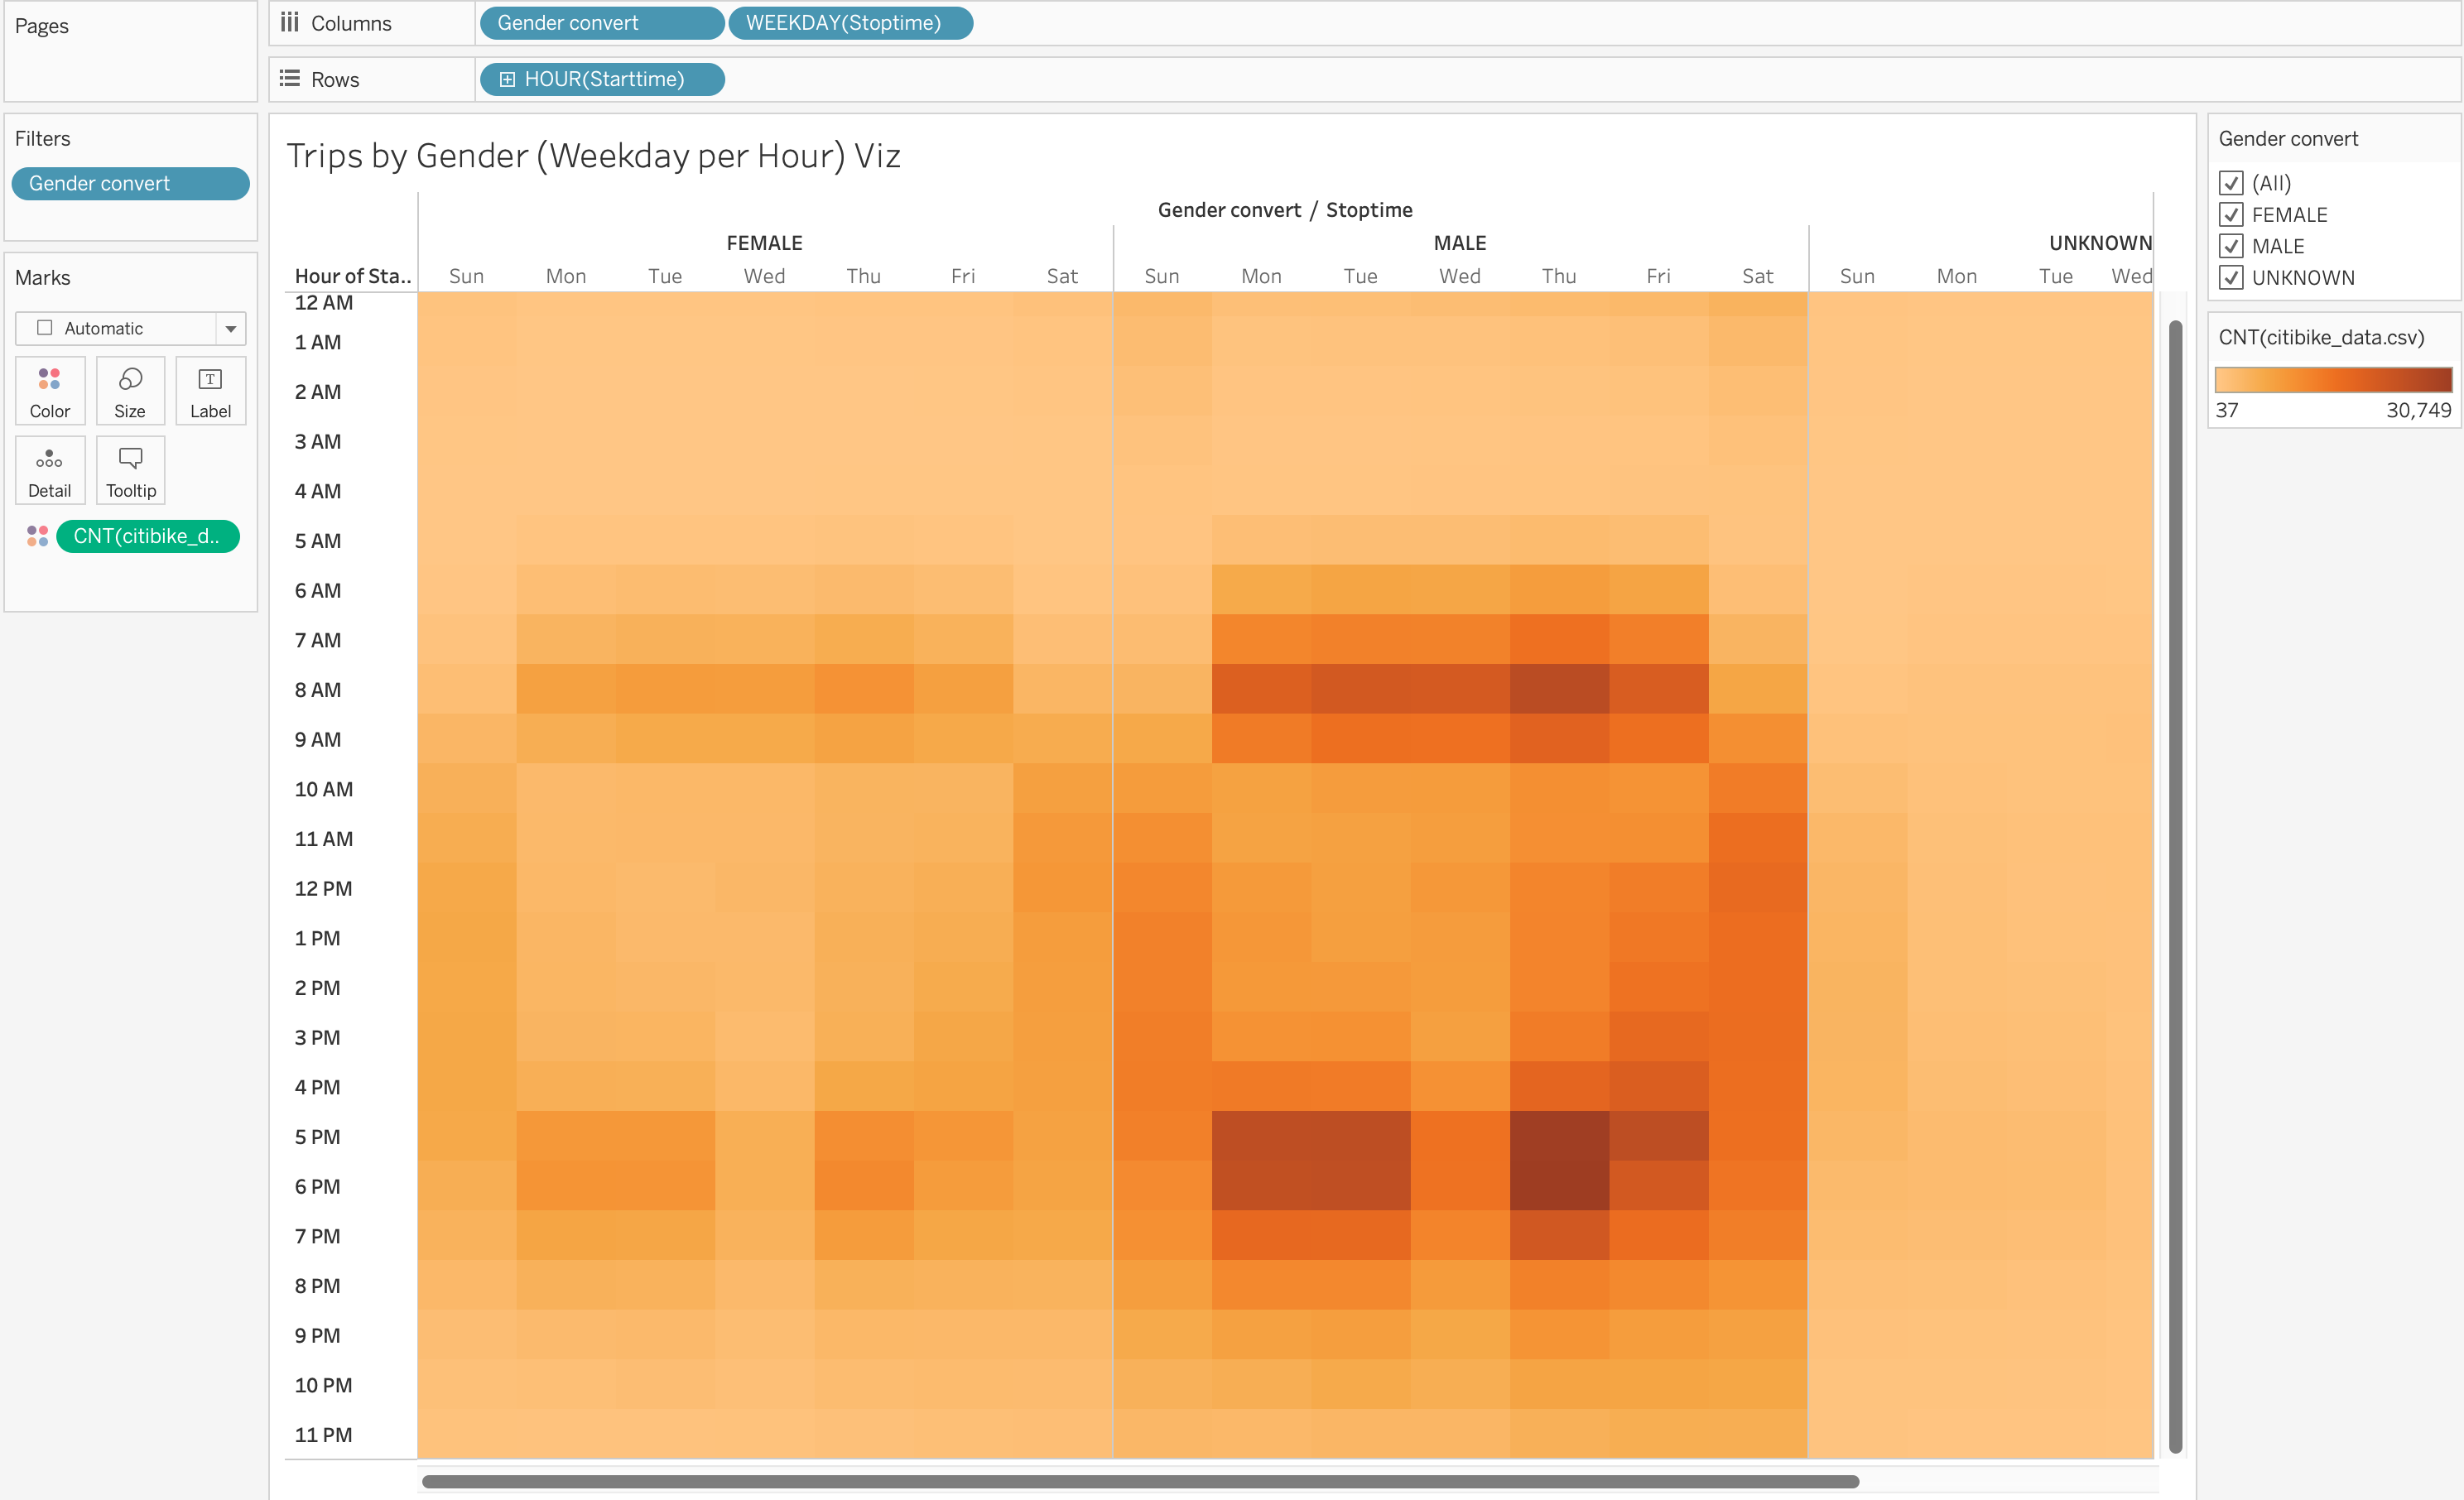 Pages
Columns Gender convert WEEKDAY(Stoptime)
Rows HOUR(Starttime)
Filters
Gender convert
Marks
Automatic
Color Size Label
Detail Tooltip
CNT(citibike_d..
Trips by Gender (Weekday per Hour) Viz
Gender convert / Stoptime
FEMALE MALE UNKNOWN
Hour of Sta.. Sun Mon Tue Wed Thu Fri Sat Sun Mon Tue Wed Thu Fri Sat Sun Mon Tue Wed
12 AM
1 AM
2 AM
3 AM
4 AM
5 AM
6 AM
7 AM
8 AM
9 AM
10 AM
11 AM
12 PM
1 PM
2 PM
3 PM
4 PM
5 PM
6 PM
7 PM
8 PM
9 PM
10 PM
11 PM
Gender convert
(All)
FEMALE
MALE
UNKNOWN
CNT(citibike_data.csv)
37 30,749